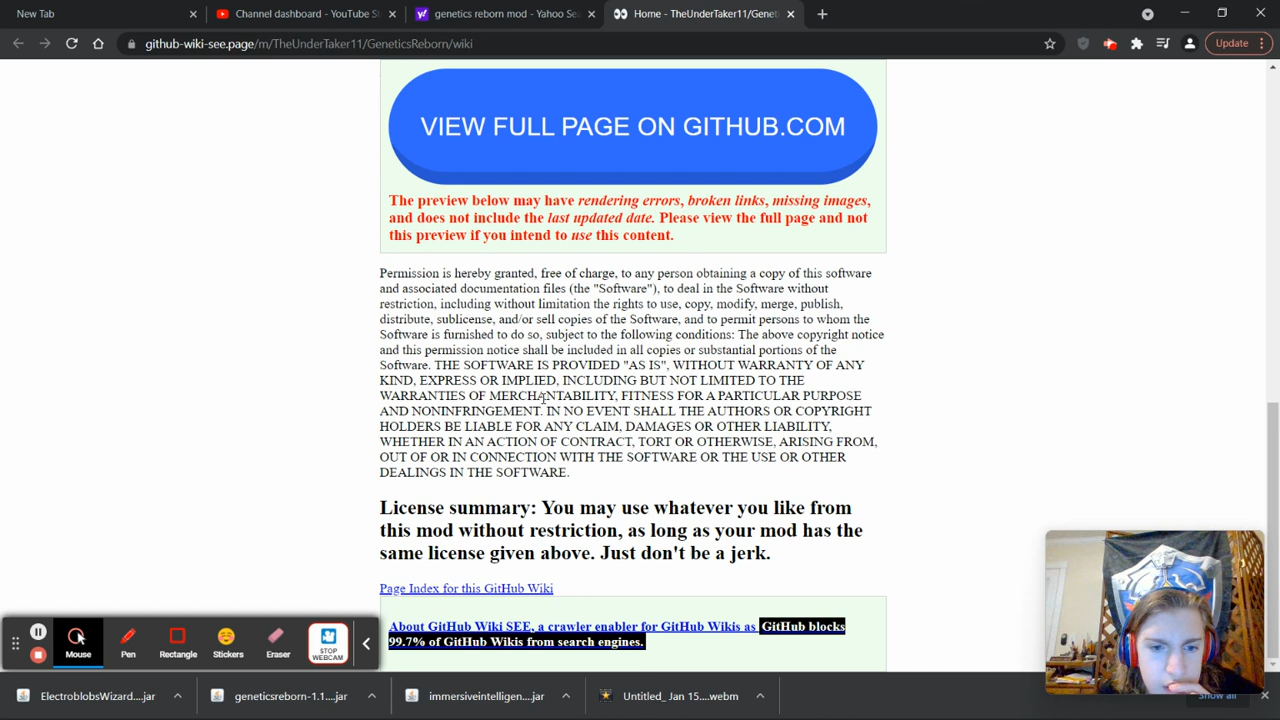 New Tab
Channel dashboard - YouTube S
genetics reborn mod - Yahoo Se
Home - TheUnderTaker11/Genet
github-wiki-see.page/m/TheUnderTaker11/GeneticsReborn/wiki
Update
VIEW FULL PAGE ON GITHUB.COM
The preview below may have rendering errors, broken links, missing images,
and does not include the last updated date. Please view the full page and not
this preview if you intend to use this content.
Permission is hereby granted, free of charge, to any person obtaining a copy of this software
and associated documentation files (the "Software"), to deal in the Software without
restriction, including without limitation the rights to use, copy, modify, merge, publish,
distribute, sublicense, and/or sell copies of the Software, and to permit persons to whom the
Software is furnished to do so, subject to the following conditions: The above copyright notice
and this permission notice shall be included in all copies or substantial portions of the
Software. THE SOFTWARE IS PROVIDED "AS IS", WITHOUT WARRANTY OF ANY
KIND, EXPRESS OR IMPLIED, INCLUDING BUT NOT LIMITED TO THE
WARRANTIES OF MERCHANTABILITY, FITNESS FOR A PARTICULAR PURPOSE
AND NONINFRINGEMENT. IN NO EVENT SHALL THE AUTHORS OR COPYRIGHT
HOLDERS BE LIABLE FOR ANY CLAIM, DAMAGES OR OTHER LIABILITY,
WHETHER IN AN ACTION OF CONTRACT, TORT OR OTHERWISE, ARISING FROM,
OUT OF OR IN CONNECTION WITH THE SOFTWARE OR THE USE OR OTHER
DEALINGS IN THE SOFTWARE.
License summary: You may use whatever you like from
this mod without restriction, as long as your mod has the
same license given above. Just don't be a jerk.
Page Index for this GitHub Wiki
About GitHub Wiki SEE, a crawler enabler for GitHub Wikis as GitHub blocks
99.7% of GitHub Wikis from search engines.
Mouse
Pen
Rectangle
Stickers
Eraser
STOP
WEBCAM
ElectroblobsWizard....jar
geneticsreborn-1.1....jar
immersiveintelligen....jar
Untitled_ Jan 15....webm
Show all